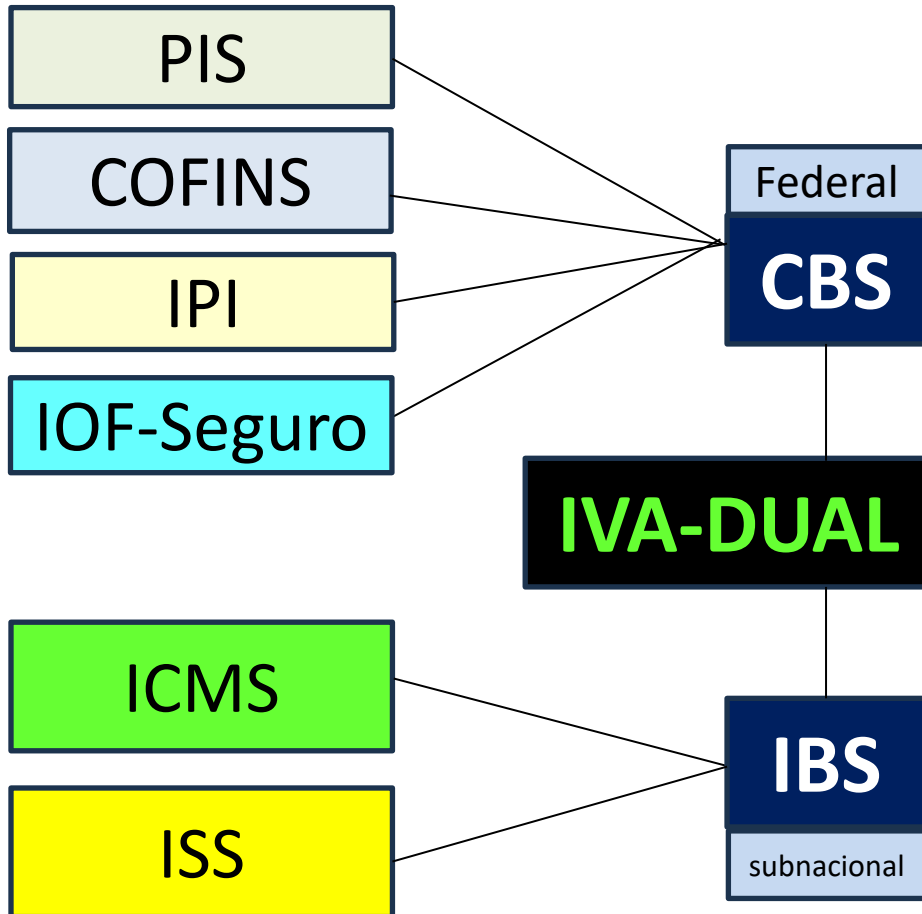 PIS
COFINS
IPI
IOF-Seguro
Federal
CBS
IVA-DUAL
ICMS
ISS
IBS
subnacional